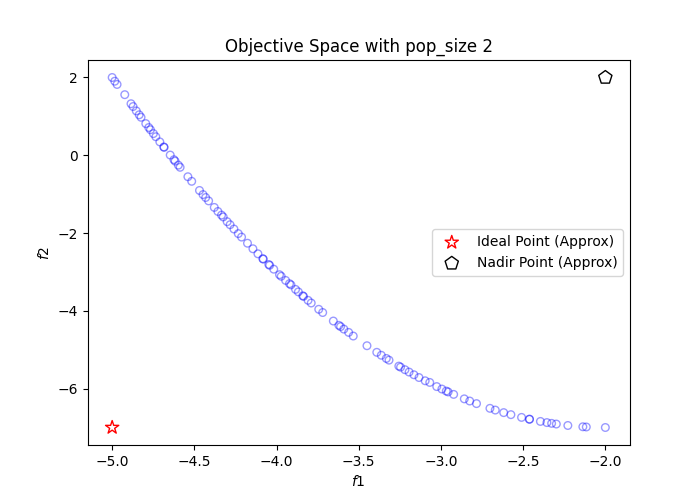 Objective Space with pop_size 2
2
0
−2
−4
−6
f2
Ideal Point (Approx)
Nadir Point (Approx)
−5.0
−4.5
−4.0
−3.5
−3.0
−2.5
−2.0
f1